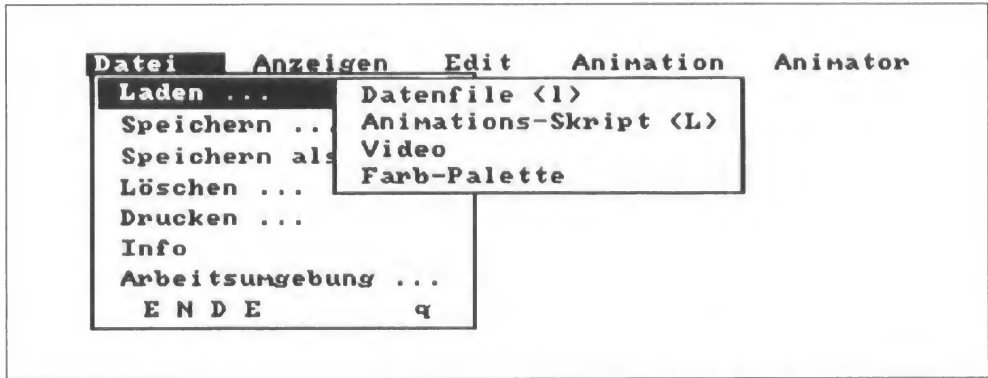 Datei Anzeigen Edit Animation Animator
Laden ...
Speichern ...
Speichern als
Löschen ...
Drucken ...
Info
Arbeitsumgebung ...
E N D E q
Datenfile <l>
Animations-Skript <L>
Video
Farb-Palette